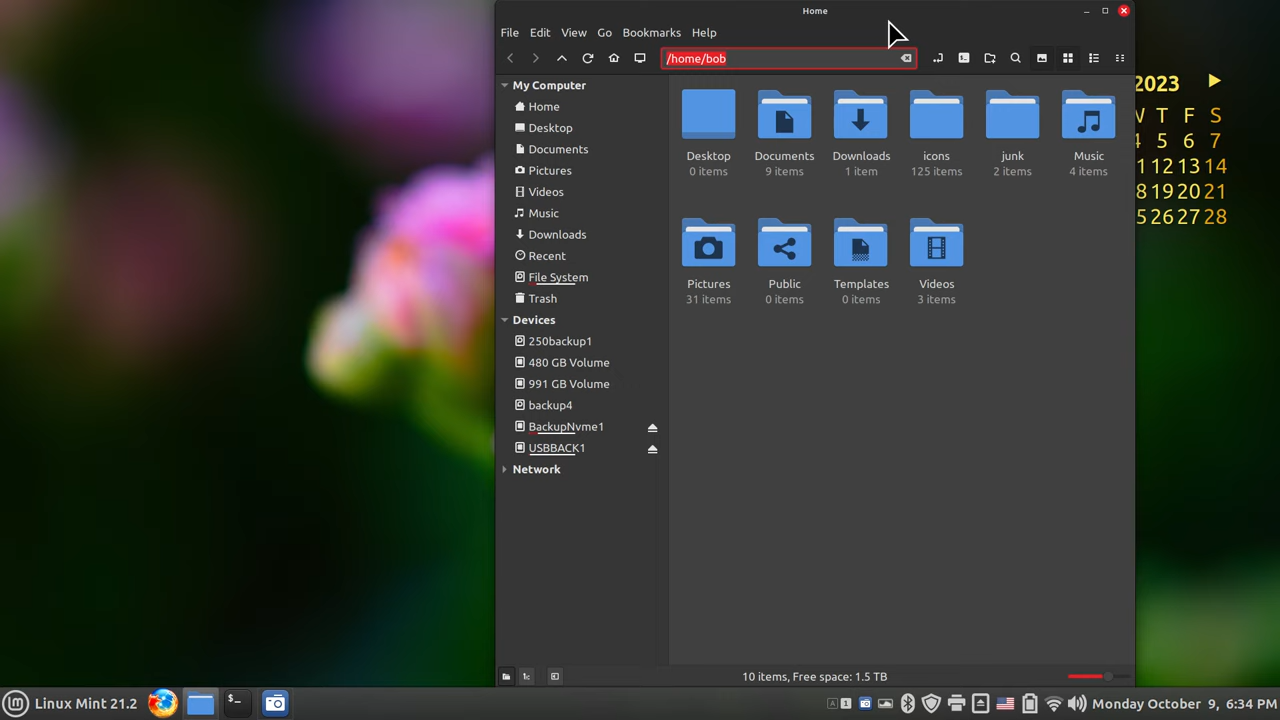 Home
File Edit View Go Bookmarks Help
/home/bob
My Computer
Home
Desktop
Documents
Pictures
Videos
Music
Downloads
Recent
File System
Trash
Devices
250backup1
480 GB Volume
991 GB Volume
backup4
BackupNvme1
USBBACK1
Network
Desktop Documents Downloads icons junk Music
0 items 9 items 1 item 125 items 2 items 4 items
Pictures Public Templates Videos
31 items 0 items 0 items 3 items
10 items, Free space: 1.5 TB
2023
T F S
4 5 6 7
12 13 14
18 19 20 21
25 26 27 28
Linux Mint 21.2
A 1
Monday October 9, 6:34 PM